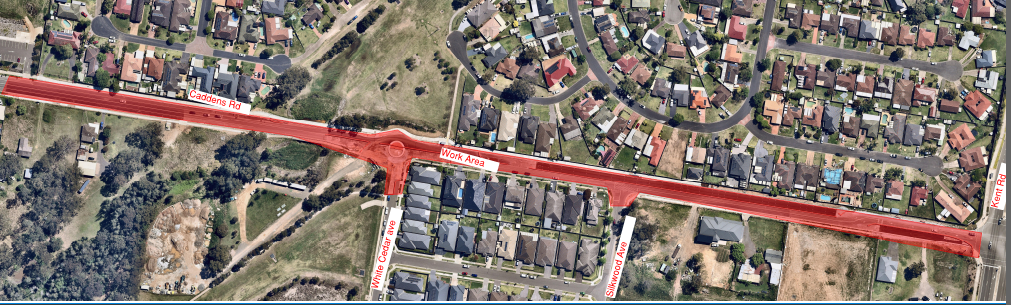 Caddens Rd
Work Area
White Cedar ave
Silkwood Ave
Kent Rd